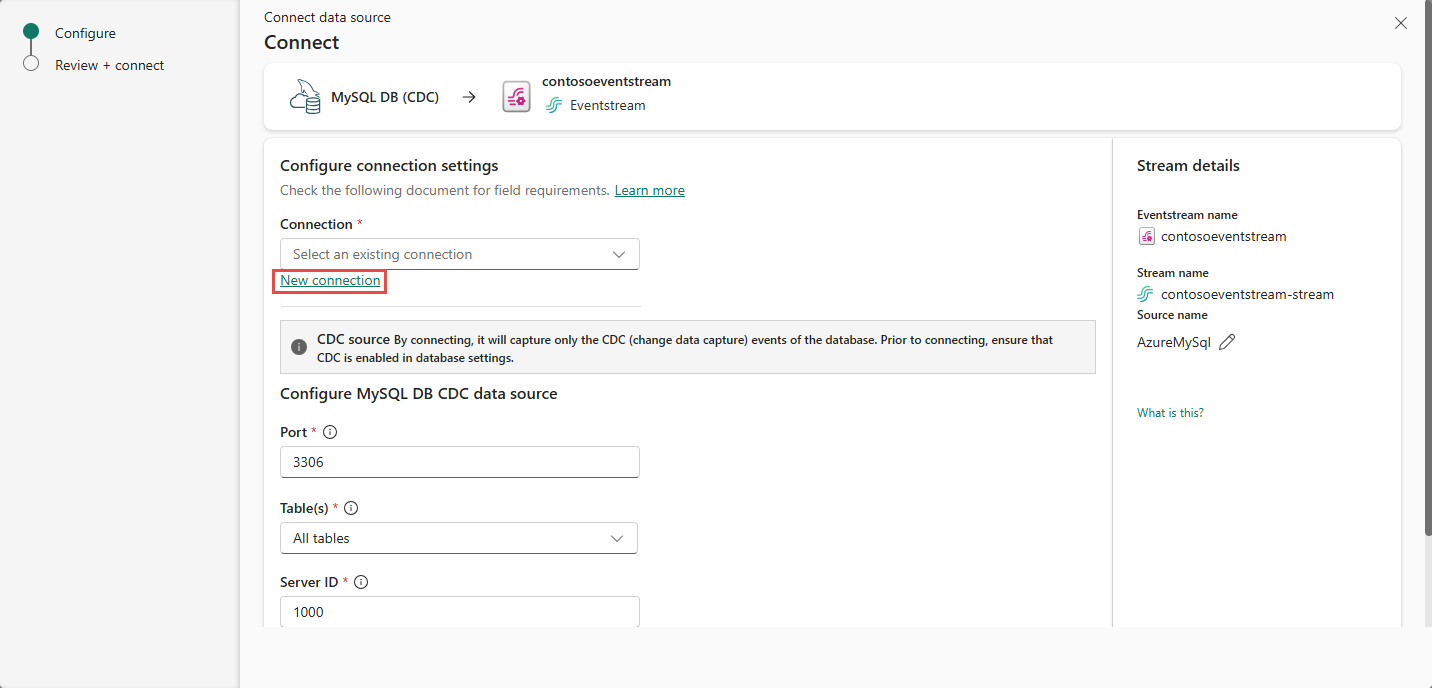 Configure
Review + connect
Connect data source
Connect
MySQL DB (CDC)
contosoeventstream
Eventstream
Configure connection settings
Check the following document for field requirements. Learn more
Connection *
Select an existing connection
New connection
CDC source By connecting, it will capture only the CDC (change data capture) events of the database. Prior to connecting, ensure that
CDC is enabled in database settings.
Configure MySQL DB CDC data source
Port *
3306
Table(s) *
All tables
Server ID *
1000
Stream details
Eventstream name
contosoeventstream
Stream name
contosoeventstream-stream
Source name
AzureMySql
What is this?